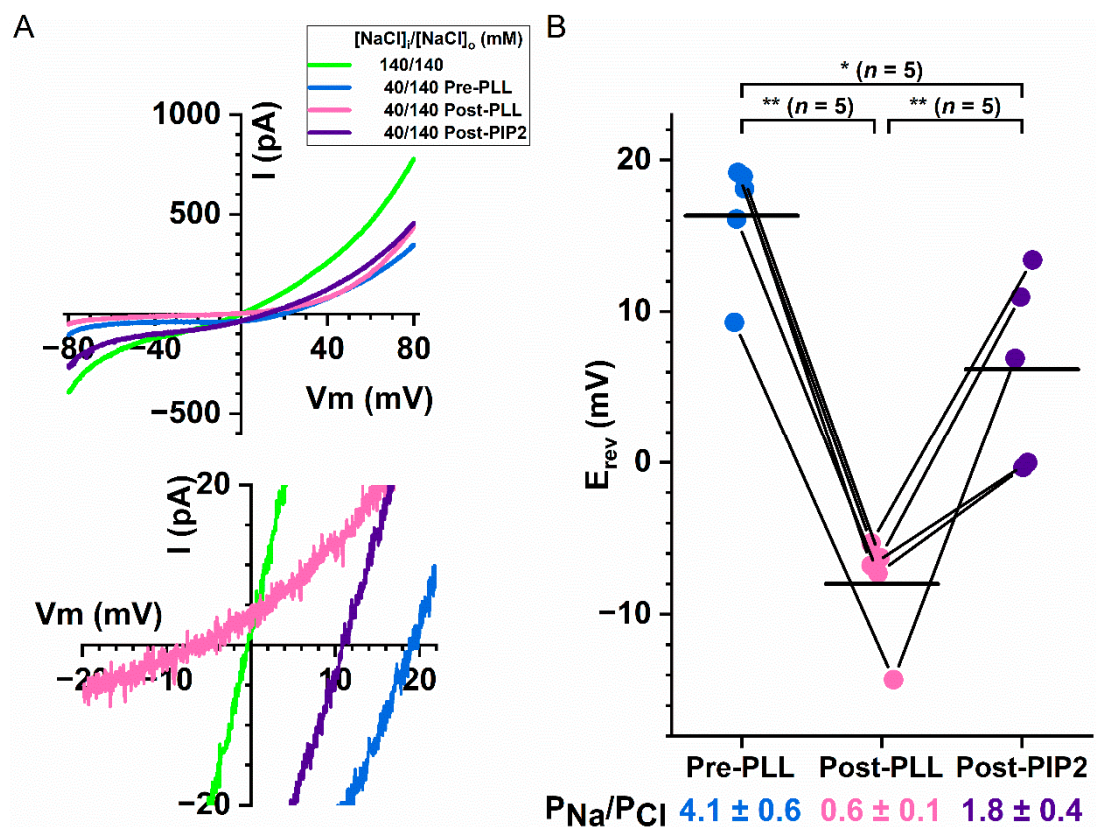 A
[NaCl]i/[NaCl]o (mM)
140/140
40/140 Pre-PLL
40/140 Post-PLL
40/140 Post-PIP2
I (pA)
1000
500
−500
−80 −40 0 40 80
Vm (mV)
I (pA)
20
−20
Vm (mV)
−20 −10 0 10 20
B
* (n = 5)
** (n = 5) ** (n = 5)
Erev (mV)
20
10
0
−10
Pre-PLL Post-PLL Post-PIP2
PNa/PCl 4.1 ± 0.6 0.6 ± 0.1 1.8 ± 0.4